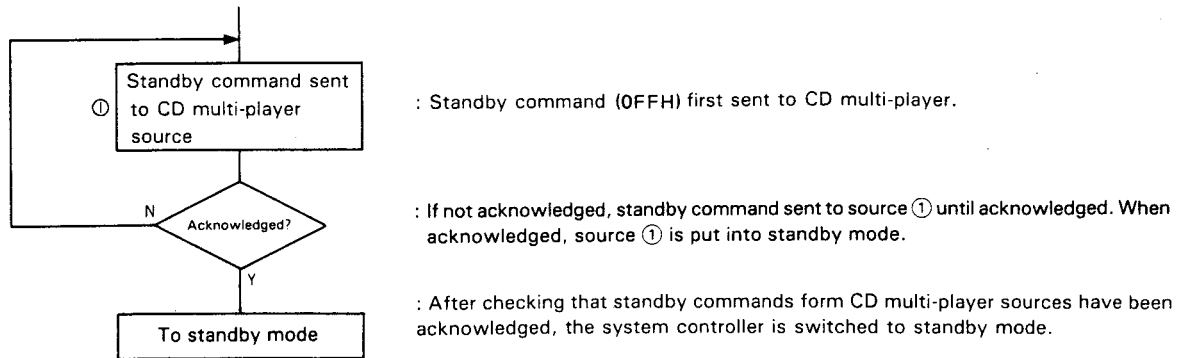 Standby command sent
① to CD multi-player
source
: Standby command (0FFH) first sent to CD multi-player.
N
Acknowledged?
: If not acknowledged, standby command sent to source ① until acknowledged. When
acknowledged, source ① is put into standby mode.
Y
To standby mode
: After checking that standby commands form CD multi-player sources have been
acknowledged, the system controller is switched to standby mode.